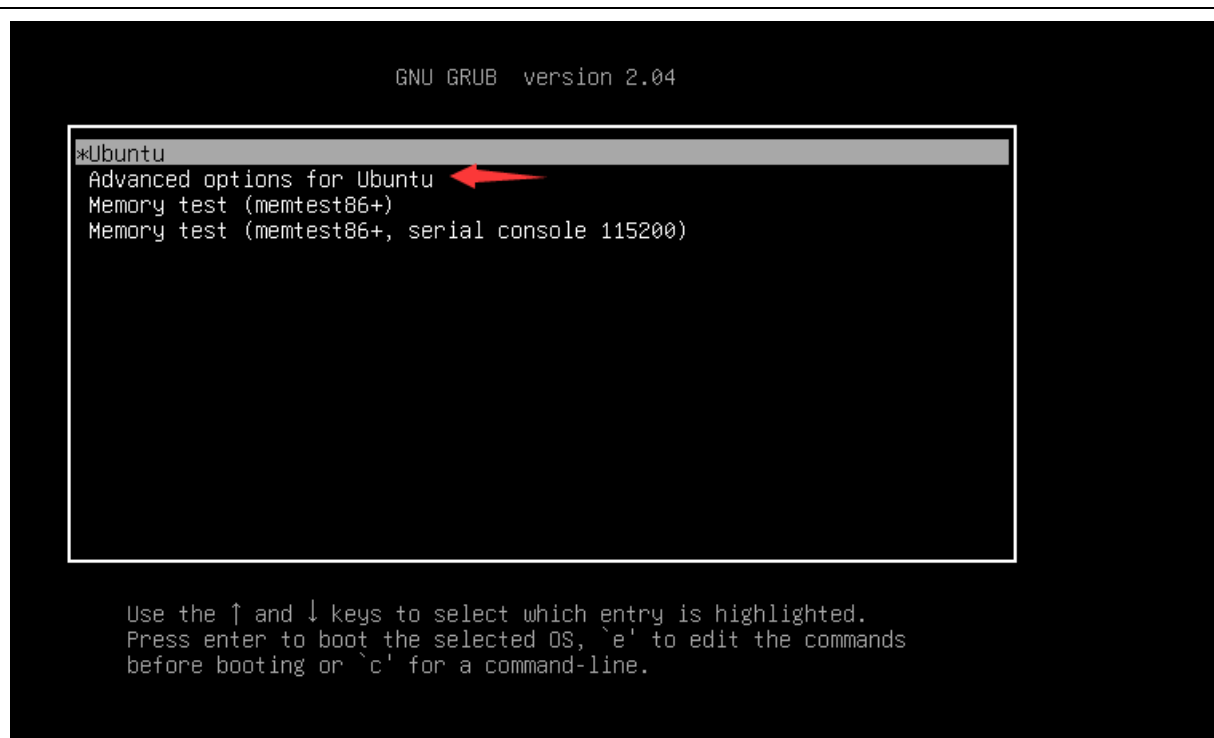 GNU GRUB version 2.04
*Ubuntu
Advanced options for Ubuntu
Memory test (memtest86+)
Memory test (memtest86+, serial console 115200)
Use the ↑ and ↓ keys to select which entry is highlighted.
Press enter to boot the selected OS, `e' to edit the commands
before booting or `c' for a command-line.